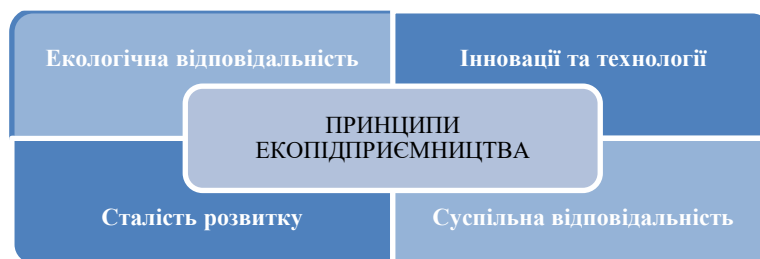 Екологічна відповідальність
Інновації та технології
ПРИНЦИПИ
ЕКОПІДПРИЄМНИЦТВА
Сталість розвитку
Суспільна відповідальність